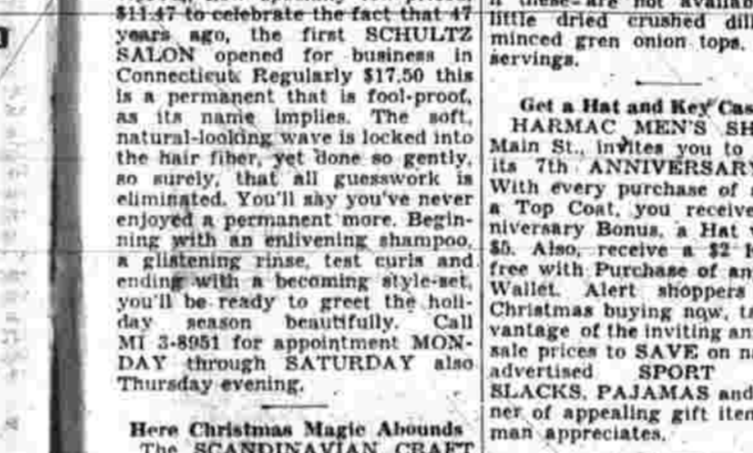 $11.47 to celebrate the fact that 47
years ago, the first SCHULTZ
SALON opened for business in
Connecticut. Regularly $17.50 this
is a permanent that is fool-proof,
as its name implies. The soft,
natural-looking wave is locked into
the hair fiber, yet done so gently,
so surely, that all guesswork is
eliminated. You'll say you've never
enjoyed a permanent more. Begin-
ning with an enlivening shampoo,
a glistening rinse, test curls and
ending with a becoming style-set,
you'll be ready to greet the holi-
day season beautifully. Call
MI 3-8951 for appointment MON-
DAY through SATURDAY also
Thursday evening.
Here Christmas Magic Abounds
The SCANDINAVIAN CRAFT
little dried crushed dill
minced gren onion tops.
servings.
Get a Hat and Key Cas
HARMAC MEN'S SH
Main St., invites you to
its 7th ANNIVERSARY
With every purchase of
a Top Coat, you receive
niversary Bonus, a Hat
$5. Also, receive a $2 K
free with Purchase of an
Wallet. Alert shoppers
Christmas buying now, ta
vantage of the inviting an
sale prices to SAVE on na
advertised SPORT
SLACKS, PAJAMAS and
ner of appealing gift item
man appreciates.